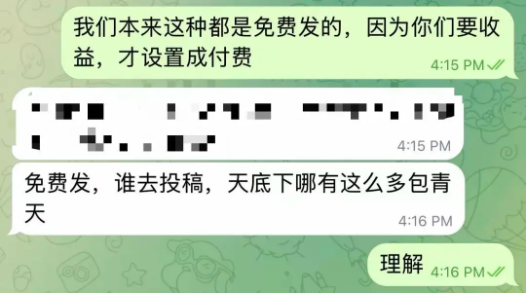 我们本来这种都是免费发的，因为你们要收
益，才设置成付费
4:15 PM
4:15 PM
免费发，谁去投稿，天底下哪有这么多包青
天
4:16 PM
理解
4:16 PM